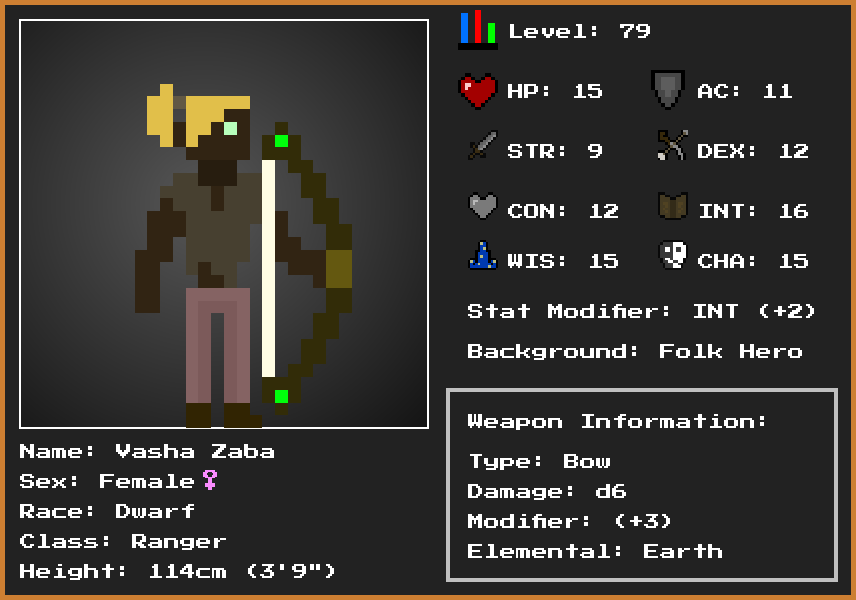 Level: 79
HP: 15
AC: 11
STR: 9
DEX: 12
CON: 12
INT: 16
WIS: 15
CHA: 15
Stat Modifier: INT (+2)
Background: Folk Hero
Weapon Information:
Type: Bow
Damage: d6
Modifier: (+3)
Elemental: Earth
Name: Vasha Zaba
Sex: Female♀
Race: Dwarf
Class: Ranger
Height: 114cm (3'9")